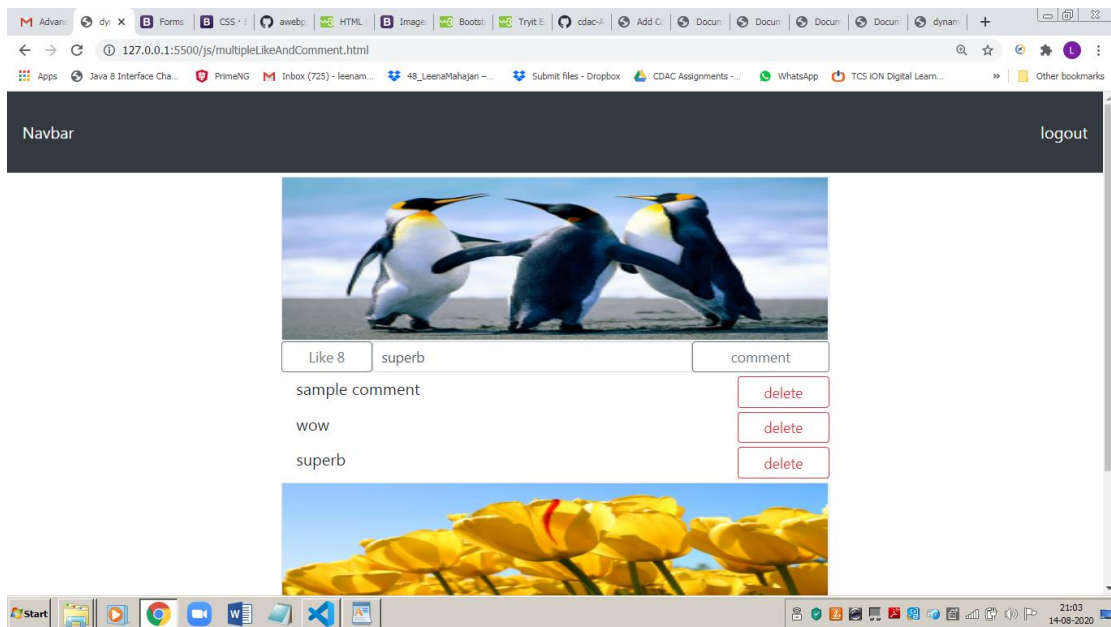 Advanc dyn Forms CSS · B awebp HTML Image Bootst Tryit E cdac-A Add Co Docum Docum Docum Docum dynam
127.0.0.1:5500/js/multipleLikeAndComment.html L
Apps Java 8 Interface Cha... PrimeNG Inbox (725) - leenam... 48_LeenaMahajan –... Submit files - Dropbox CDAC Assignments -... WhatsApp TCS iON Digital Learn... » Other bookmarks
Navbar logout
Like 8 superb comment
sample comment delete
wow delete
superb delete
Start 21:03
14-08-2020